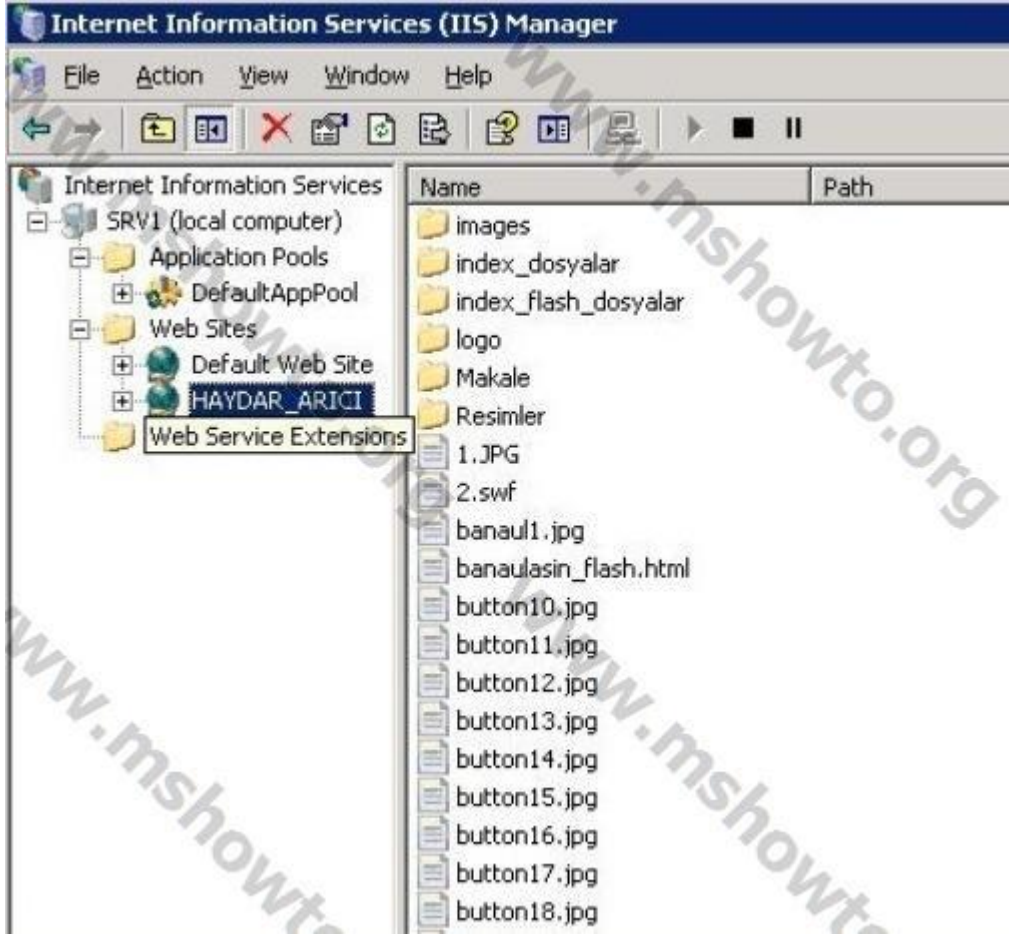 Internet Information Services (IIS) Manager
File Action View Window Help
Internet Information Services
SRV1 (local computer)
Application Pools
DefaultAppPool
Web Sites
Default Web Site
HAYDAR_ARICI
Web Service Extensions
Name Path
images
index_dosyalar
index_flash_dosyalar
logo
Makale
Resimler
1.JPG
2.swf
banaul1.jpg
banaulasin_flash.html
button10.jpg
button11.jpg
button12.jpg
button13.jpg
button14.jpg
button15.jpg
button16.jpg
button17.jpg
button18.jpg
www.mshowto.org
www.mshowto.org
www.mshowto
www.mshowto